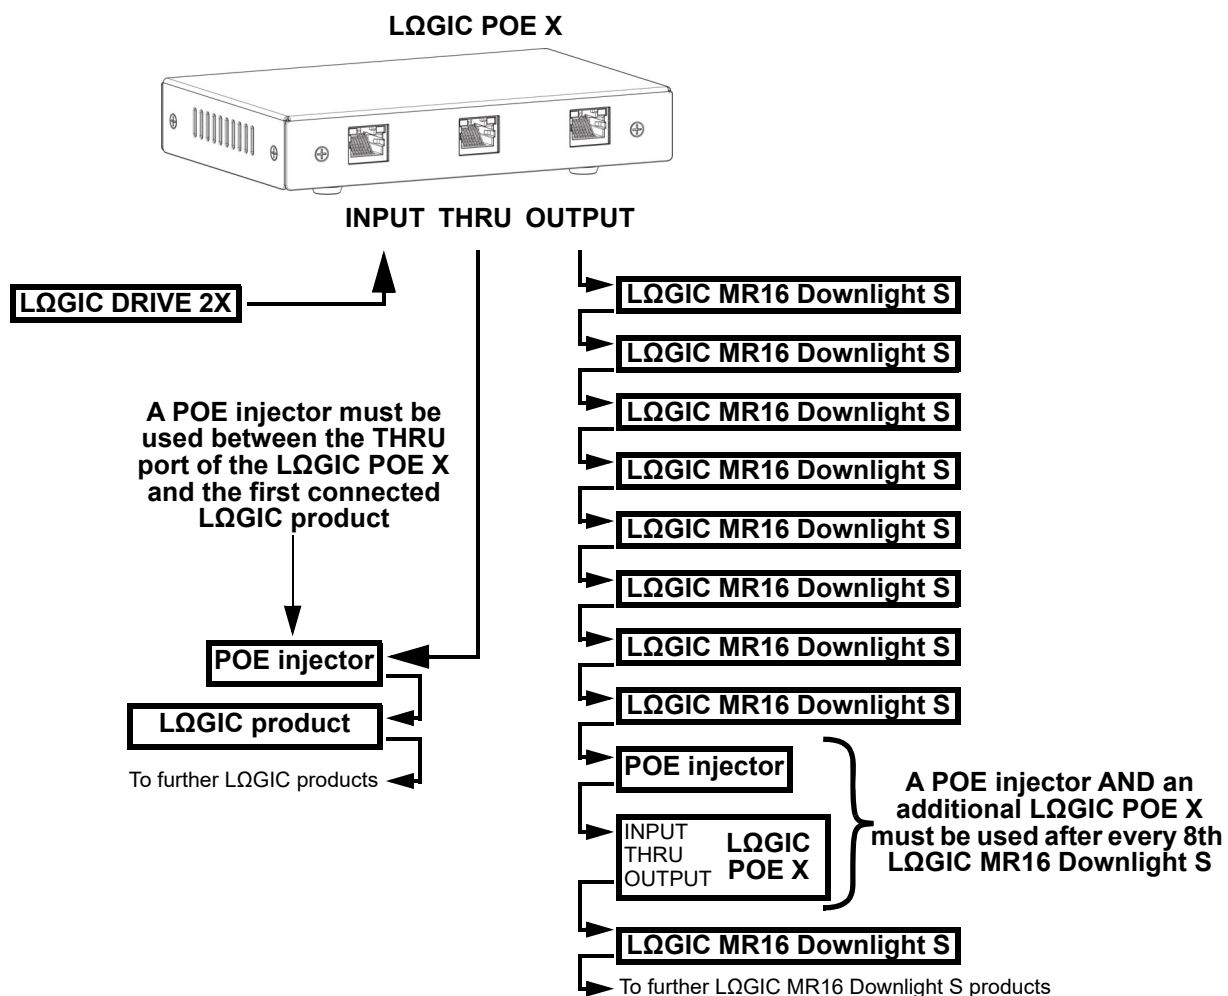 LΩGIC POE X
INPUT THRU OUTPUT
LΩGIC DRIVE 2X
A POE injector must be
used between the THRU
port of the LΩGIC POE X
and the first connected
LΩGIC product
POE injector
LΩGIC product
To further LΩGIC products
LΩGIC MR16 Downlight S
LΩGIC MR16 Downlight S
LΩGIC MR16 Downlight S
LΩGIC MR16 Downlight S
LΩGIC MR16 Downlight S
LΩGIC MR16 Downlight S
LΩGIC MR16 Downlight S
LΩGIC MR16 Downlight S
POE injector
INPUT
THRU
OUTPUT
LΩGIC
POE X
A POE injector AND an
additional LΩGIC POE X
must be used after every 8th
LΩGIC MR16 Downlight S
LΩGIC MR16 Downlight S
To further LΩGIC MR16 Downlight S products